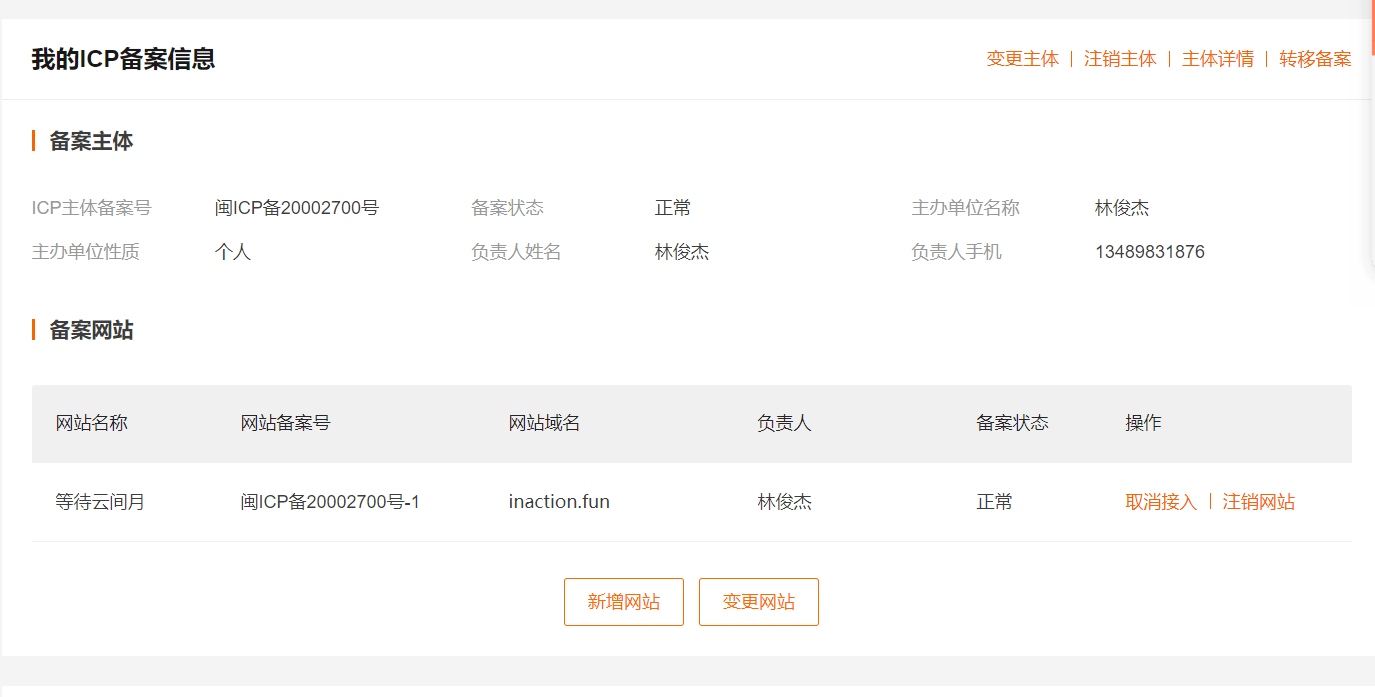 我的ICP备案信息 变更主体 | 注销主体 | 主体详情 | 转移备案
备案主体
ICP主体备案号 闽ICP备20002700号 备案状态 正常 主办单位名称 林俊杰
主办单位性质 个人 负责人姓名 林俊杰 负责人手机 13489831876
备案网站
网站名称 网站备案号 网站域名 负责人 备案状态 操作
等待云间月 闽ICP备20002700号-1 inaction.fun 林俊杰 正常 取消接入 | 注销网站
新增网站 变更网站